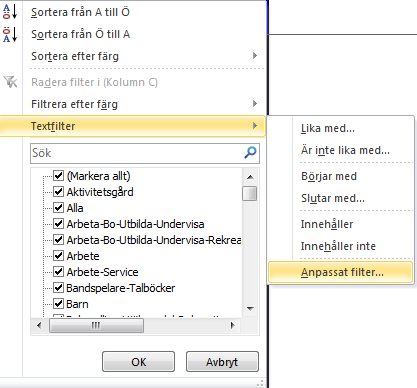 Sortera från A till Ö
Sortera från Ö till A
Sortera efter färg
Radera filter i (Kolumn C)
Filtrera efter färg
Textfilter
Sök
(Markera allt)
Aktivitetsgård
Alla
Arbeta-Bo-Utbilda-Undervisa
Arbeta-Bo-Utbilda-Undervisa-Rekrea
Arbete
Arbete-Service
Bandspelare-Talböcker
Barn
OK Avbryt
Lika med...
Är inte lika med...
Börjar med
Slutar med...
Innehåller
Innehåller inte
Anpassat filter...